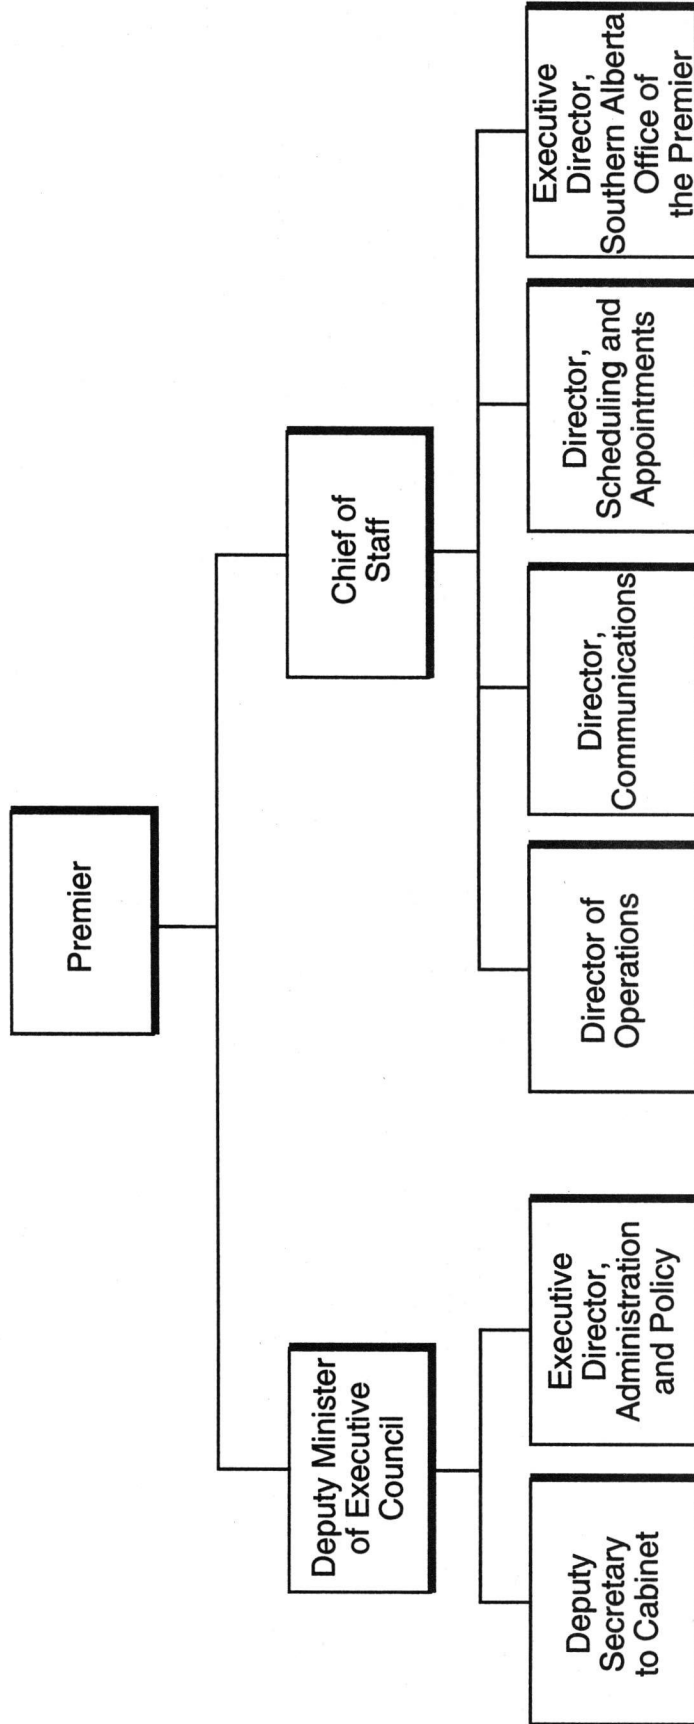 Premier
Deputy Minister
of Executive
Council
Chief of
Staff
Deputy
Secretary
to Cabinet
Executive
Director,
Administration
and Policy
Director of
Operations
Director,
Communications
Director,
Scheduling and
Appointments
Executive
Director,
Southern Alberta
Office of
the Premier